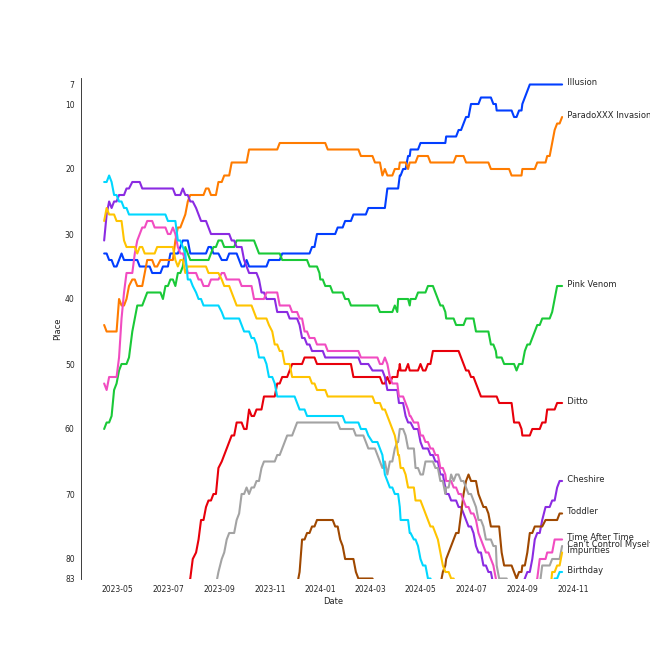 7
10
20
30
40
50
60
70
80
83
Place
2023-05
2023-07
2023-09
2023-11
2024-01
2024-03
2024-05
2024-07
2024-09
2024-11
Date
Illusion
ParadoXXX Invasion
Pink Venom
Ditto
Cheshire
Toddler
Time After Time
Can't Control Myself
Impurities
Birthday